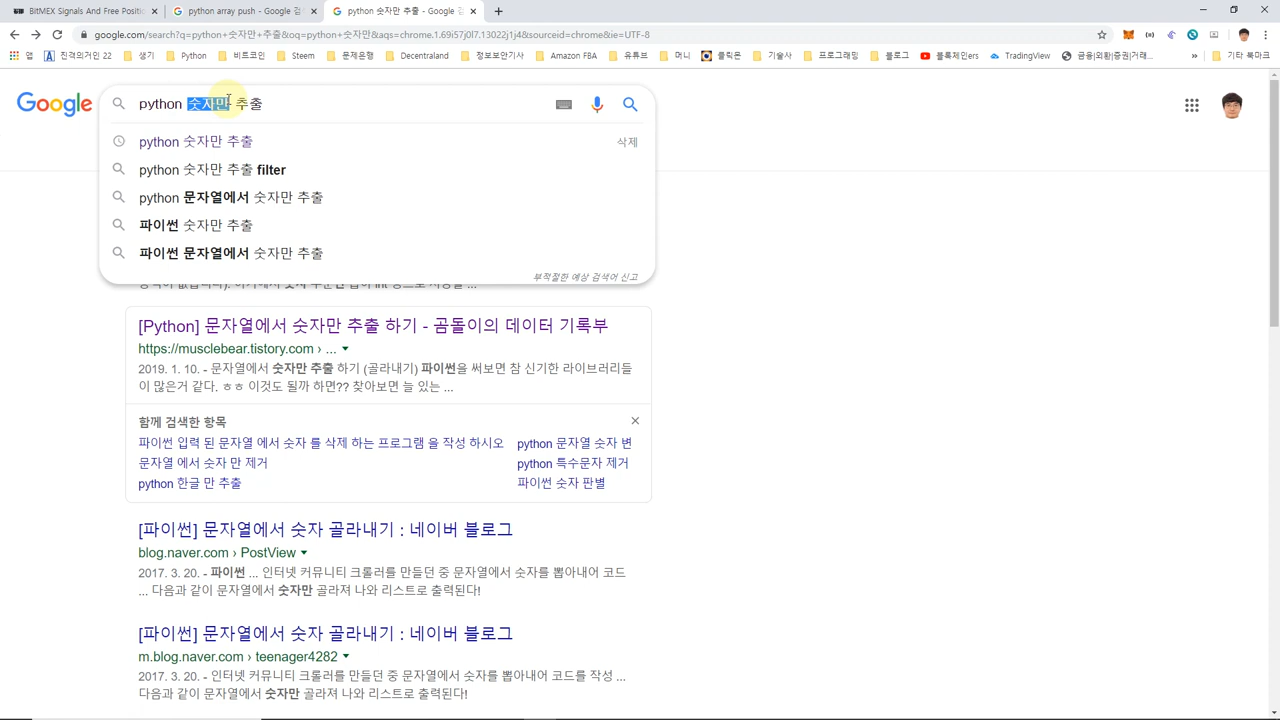 BitMEX Signals And Free Positio
python array push - Google 검
python 숫자만 추출 - Google 검
google.com/search?q=python+숫자만+추출&oq=python+숫자만&aqs=chrome.1.69i57j0l7.13022j1j4&sourceid=chrome&ie=UTF-8
앱
진격의거인 22
생기
Python
비트코인
Steem
문제은행
Decentraland
정보보안기사
Amazon FBA
유튜브
머니
클릭몬
기술사
프로그래밍
블로그
블록체인ers
TradingView
금융|외환|증권|거래...
»
기타 북마크
Google
python 숫자만 추출
python 숫자만 추출
삭제
python 숫자만 추출 filter
python 문자열에서 숫자만 추출
파이썬 숫자만 추출
파이썬 문자열에서 숫자만 추출
부적절한 예상 검색어 신고
[Python] 문자열에서 숫자만 추출 하기 - 곰돌이의 데이터 기록부
https://musclebear.tistory.com › ...
2019. 1. 10. - 문자열에서 숫자만 추출 하기 (골라내기) 파이썬을 써보면 참 신기한 라이브러리들
이 많은거 같다. ㅎㅎ 이것도 될까 하면?? 찾아보면 늘 있는 ...
함께 검색한 항목
파이썬 입력 된 문자열 에서 숫자 를 삭제 하는 프로그램 을 작성 하시오
python 문자열 숫자 변
문자열 에서 숫자 만 제거
python 특수문자 제거
python 한글 만 추출
파이썬 숫자 판별
[파이썬] 문자열에서 숫자 골라내기 : 네이버 블로그
blog.naver.com › PostView
2017. 3. 20. - 파이썬 ... 인터넷 커뮤니티 크롤러를 만들던 중 문자열에서 숫자를 뽑아내어 코드
... 다음과 같이 문자열에서 숫자만 골라져 나와 리스트로 출력된다!
[파이썬] 문자열에서 숫자 골라내기 : 네이버 블로그
m.blog.naver.com › teenager4282
2017. 3. 20. - 인터넷 커뮤니티 크롤러를 만들던 중 문자열에서 숫자를 뽑아내어 코드를 작성 ...
다음과 같이 문자열에서 숫자만 골라져 나와 리스트로 출력된다!